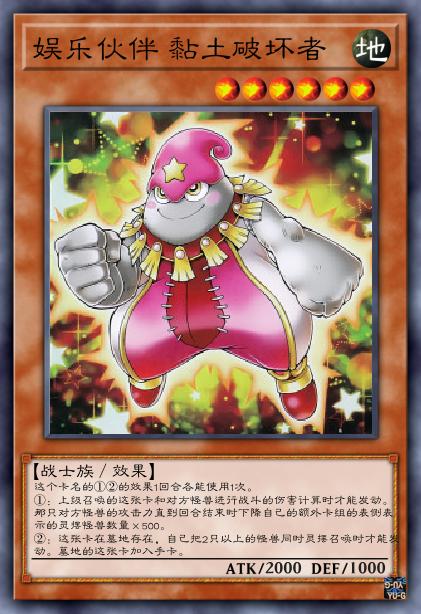 娱乐伙伴 黏土破坏者
地
【战士族／效果】
这个卡名的①②的效果1回合各能使用1次。
①：上级召唤的这张卡和对方怪兽进行战斗的伤害计算时才能发动。
那只对方怪兽的攻击力直到回合结束时下降自己的额外卡组的表侧表
示的灵摆怪兽数量×500。
②：这张卡在墓地存在，自己把2只以上的怪兽同时灵摆召唤时才能发
动。墓地的这张卡加入手卡。
ATK/2000 DEF/1000